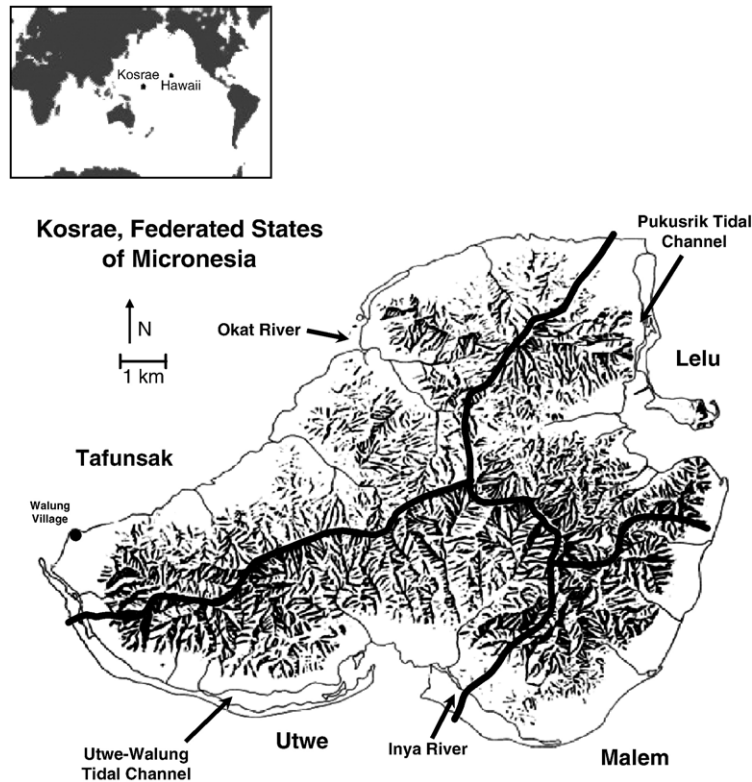 Kosrae
Hawaii
Kosrae, Federated States
of Micronesia
Pukusrik Tidal
Channel
N
Okat River
1 km
Lelu
Tafunsak
Walung
Village
Utwe-Walung
Tidal Channel
Utwe
Inya River
Malem